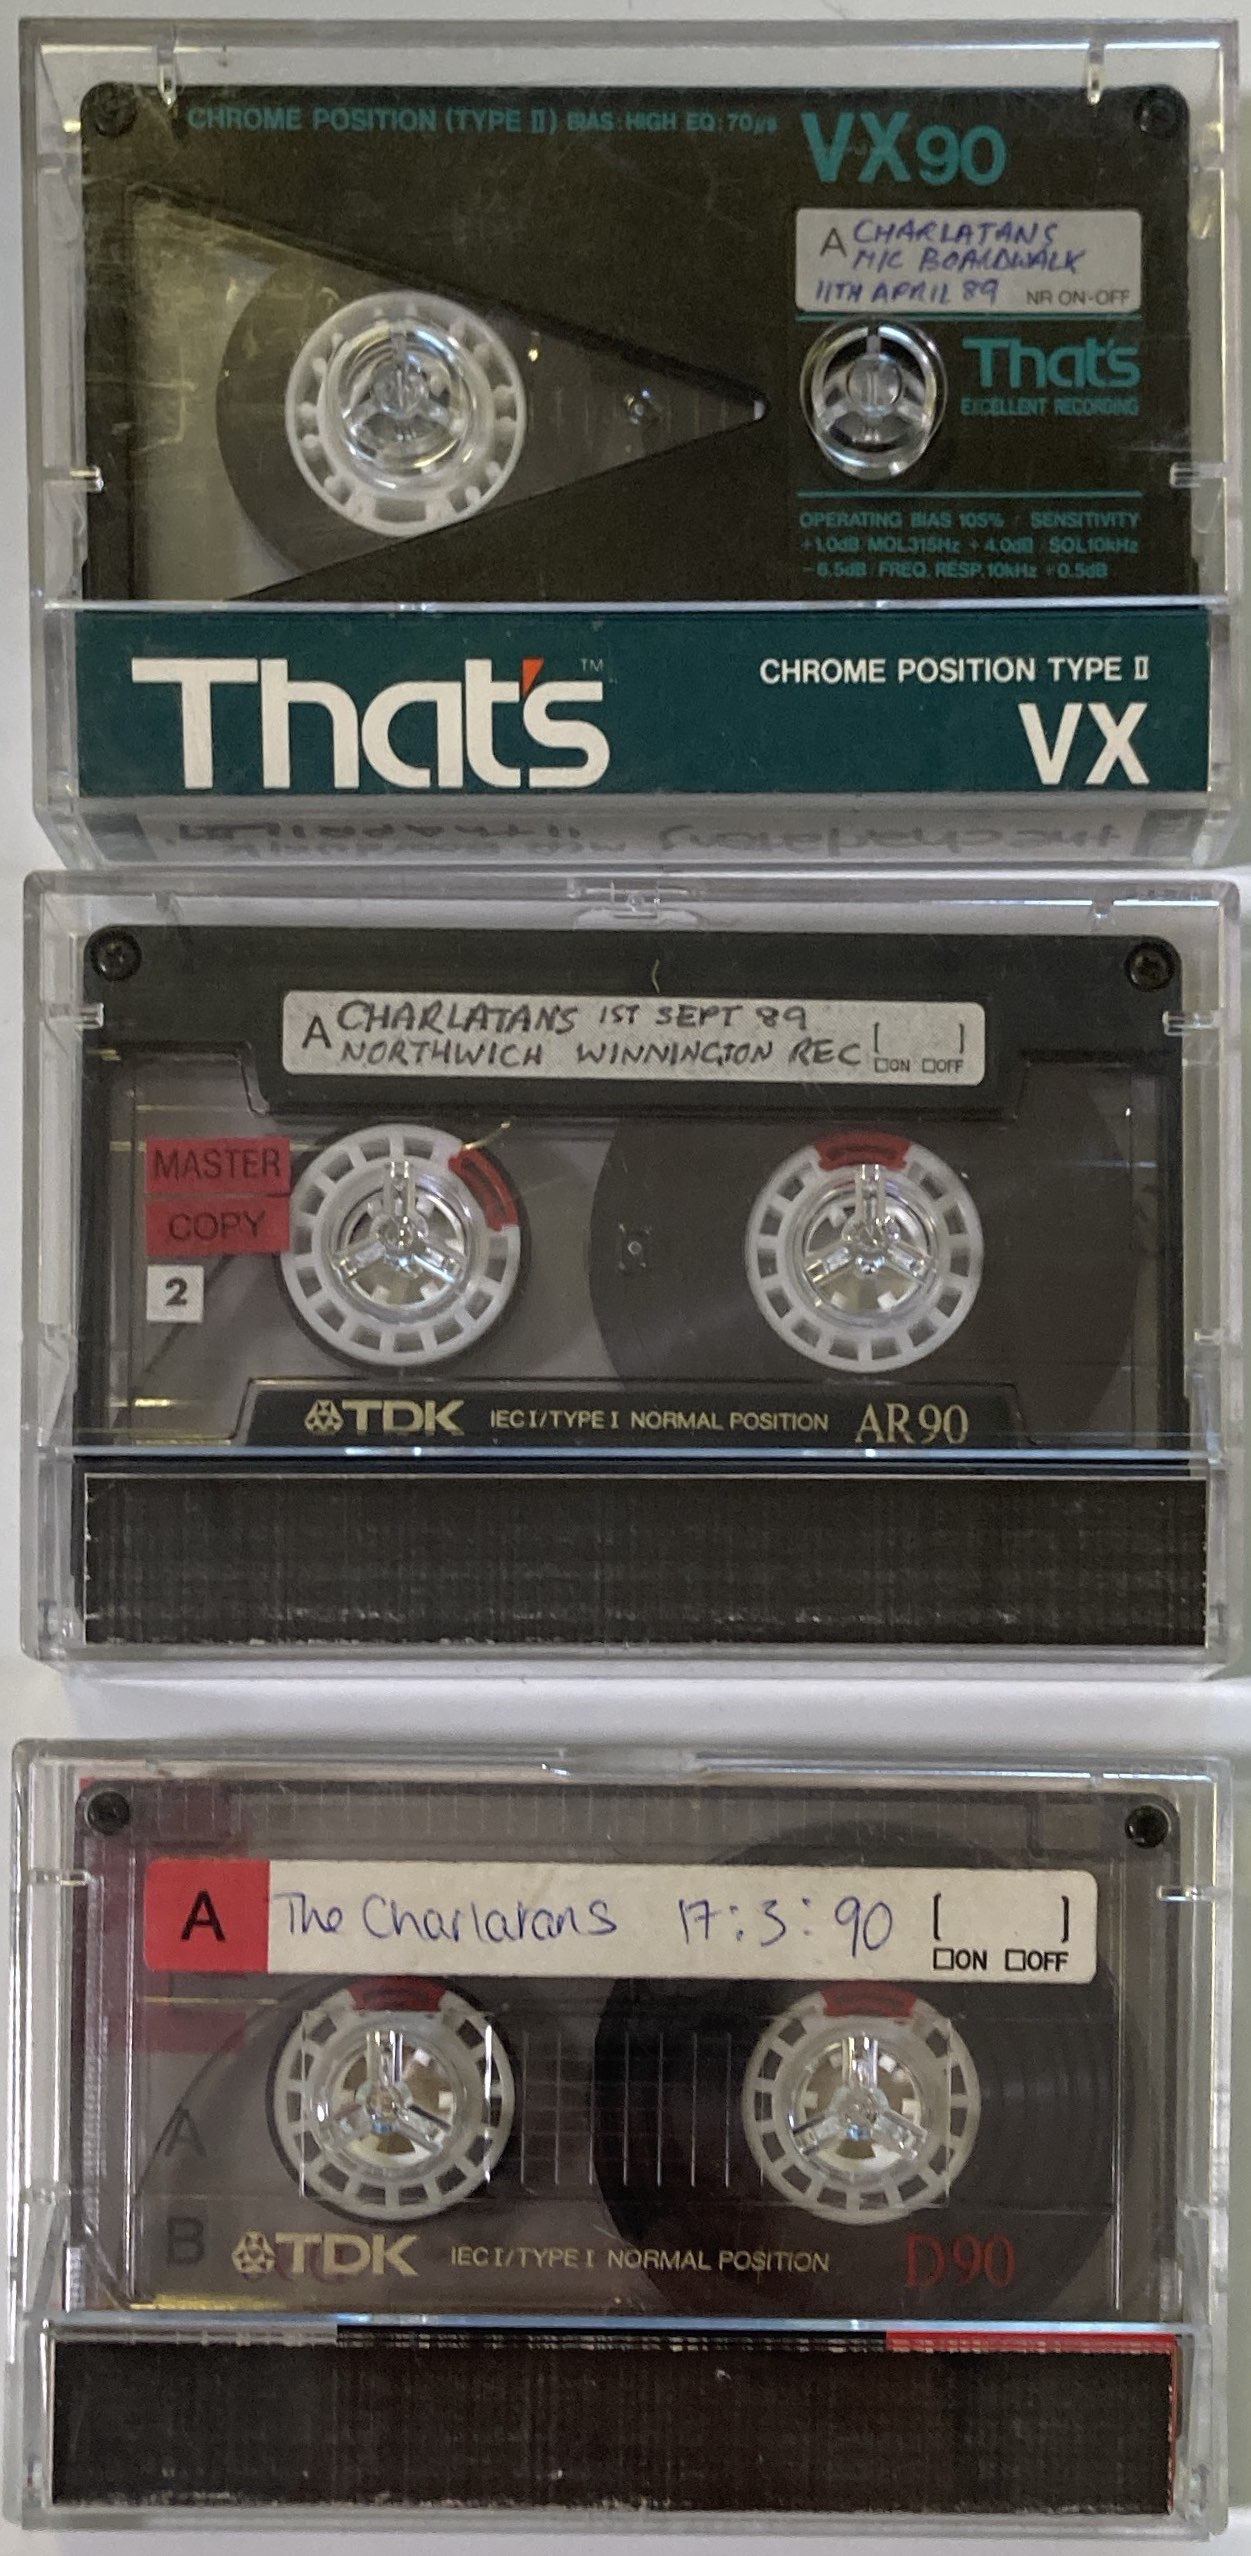 CHROME POSITION (TYPE II) BIAS:HIGH EQ:70μs
VX90
A CHARLATANS
M/C BOARDWALK
11TH APRIL 89 NR ON-OFF
That's
EXCELLENT RECORDING
OPERATING BIAS 105% / SENSITIVITY
+1.0dB/MOL315Hz +4.0dB/SOL10kHz
-6.5dB/FREQ. RESP.10kHz +0.5dB
That's™
CHROME POSITION TYPE II
VX
A CHARLATANS 1ST SEPT 89
NORTHWICH WINNINGTON REC [ ]
□ON □OFF
MASTER
COPY
2
TDK IEC I/TYPE I NORMAL POSITION AR90
A The Charlatans 17:3:90 [ ]
□ON □OFF
A
B
TDK IEC I/TYPE I NORMAL POSITION D90